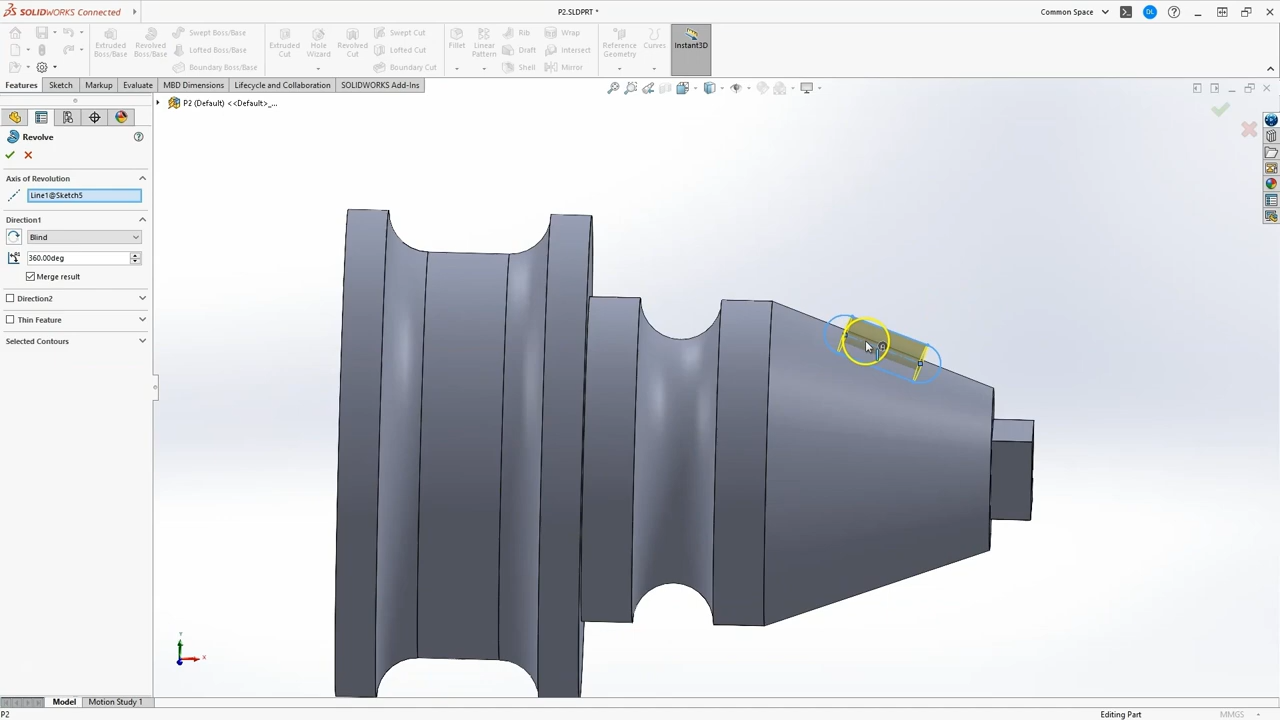 SOLIDWORKS Connected
P2.SLDPRT *
Common Space
DL
Extruded Boss/Base
Revolved Boss/Base
Swept Boss/Base
Lofted Boss/Base
Boundary Boss/Base
Extruded Cut
Hole Wizard
Revolved Cut
Swept Cut
Lofted Cut
Boundary Cut
Fillet
Linear Pattern
Rib
Draft
Shell
Wrap
Intersect
Mirror
Reference Geometry
Curves
Instant3D
Features
Sketch
Markup
Evaluate
MBD Dimensions
Lifecycle and Collaboration
SOLIDWORKS Add-Ins
P2 (Default) <<Default>_...
Revolve
Axis of Revolution
Line1@Sketch5
Direction1
Blind
360.00deg
Merge result
Direction2
Thin Feature
Selected Contours
Y
X
Model
Motion Study 1
P2
Editing Part
MMGS